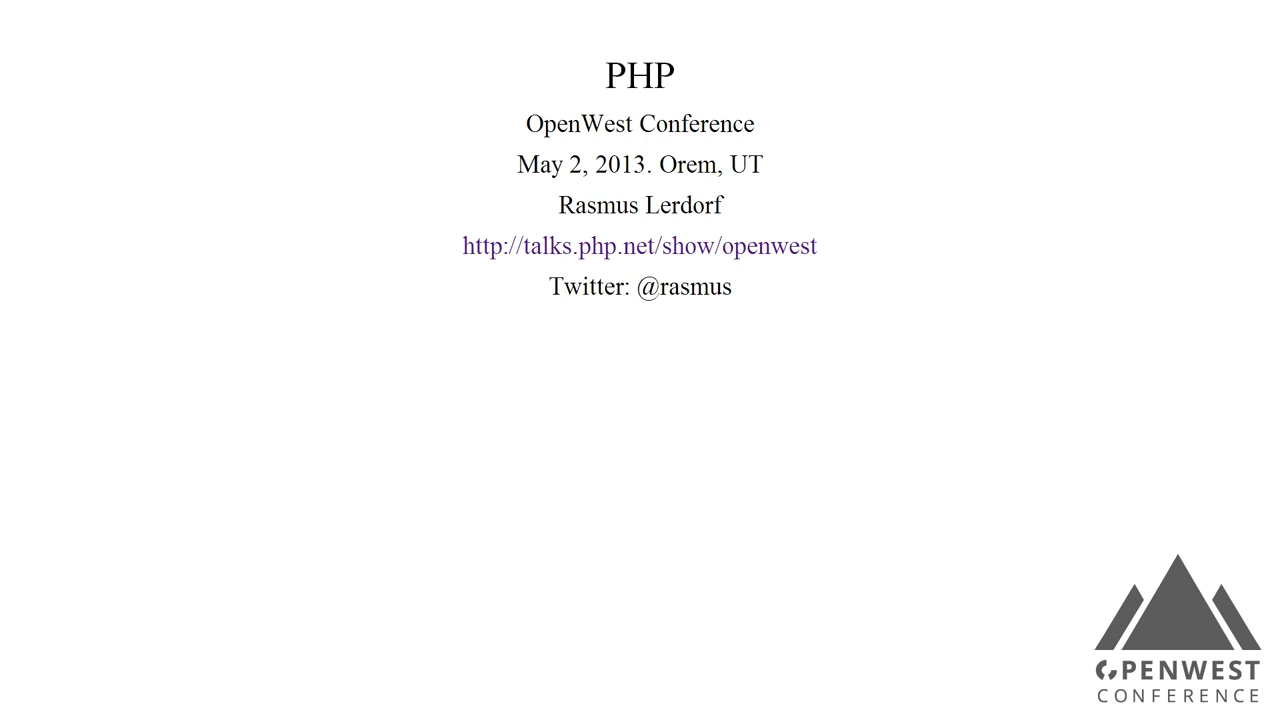 PHP
OpenWest Conference
May 2, 2013. Orem, UT
Rasmus Lerdorf
http://talks.php.net/show/openwest
Twitter: @rasmus
OPENWEST
CONFERENCE